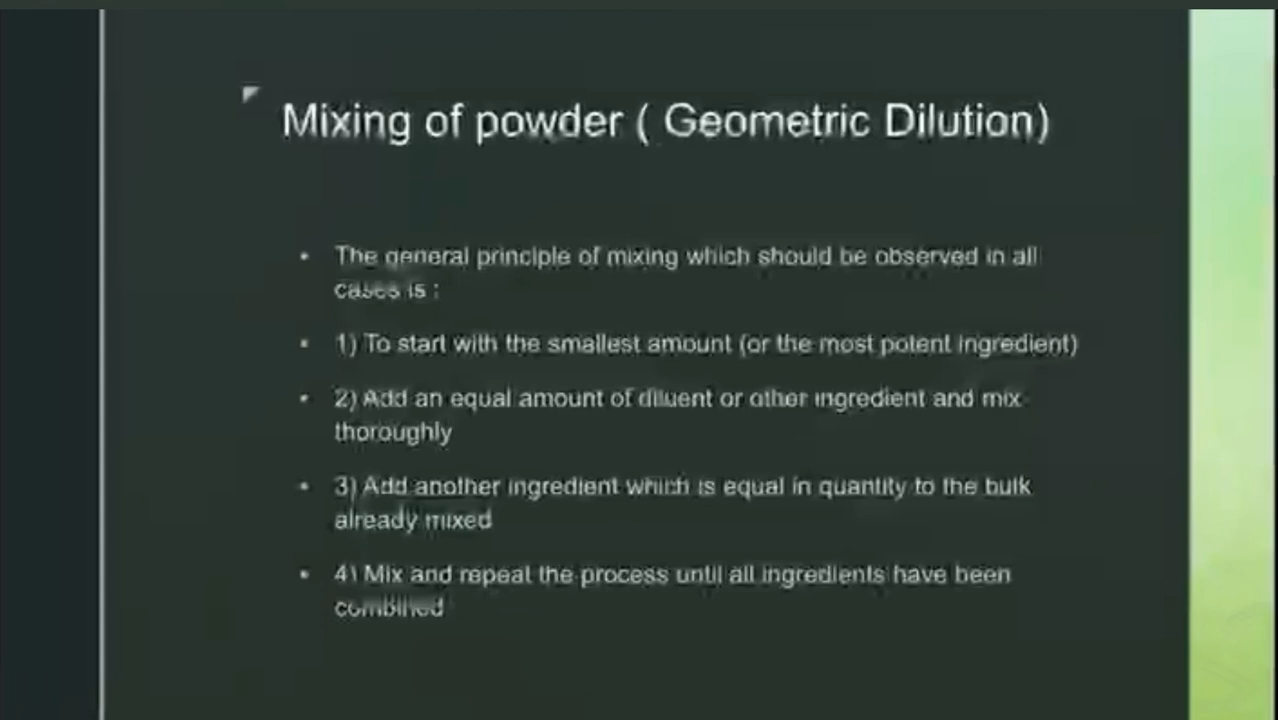 Mixing of powder ( Geometric Dilution)
• The general principle of mixing which should be observed in all
cases is :
• 1) To start with the smallest amount (or the most potent ingredient)
• 2) Add an equal amount of diluent or other ingredient and mix
thoroughly
• 3) Add another ingredient which is equal in quantity to the bulk
already mixed
• 4) Mix and repeat the process until all ingredients have been
combined